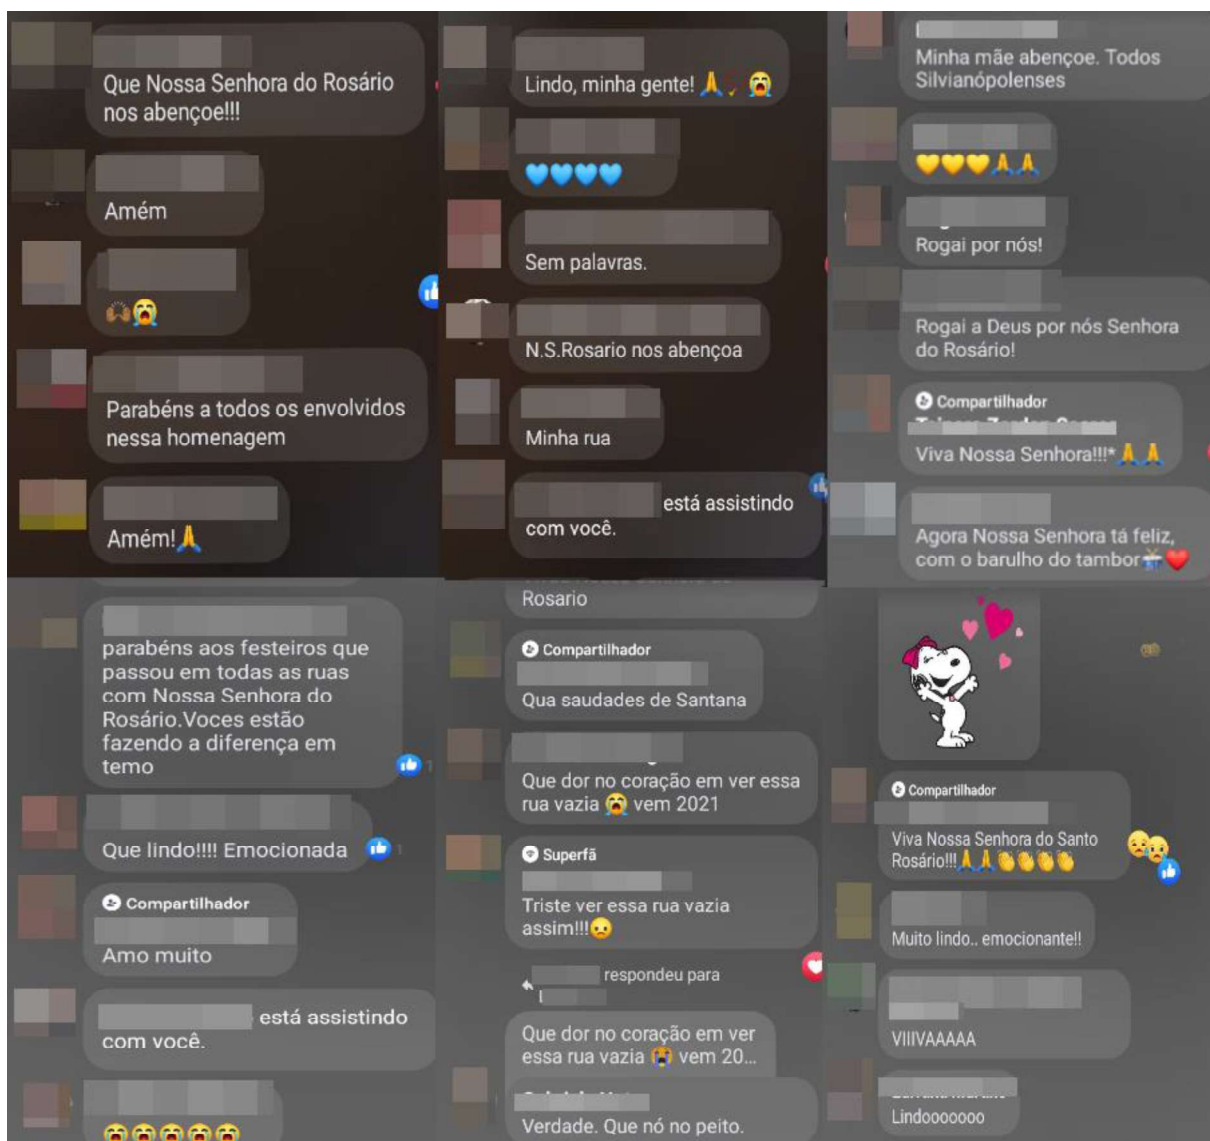 Que Nossa Senhora do Rosário
nos abençoe!!!
Amém
🙌🏾😭
Parabéns a todos os envolvidos
nessa homenagem
Amém!🙏
Lindo, minha gente! 🙏 😭
💙💙💙💙
Sem palavras.
N.S.Rosario nos abençoa
Minha rua
está assistindo
com você.
Minha mãe abençoe. Todos
Silvianópolenses
💛💛💛🙏🙏
Rogai por nós!
Rogai a Deus por nós Senhora
do Rosário!
Compartilhador
Viva Nossa Senhora!!!*🙏🙏
Agora Nossa Senhora tá feliz,
com o barulho do tambor🥁❤️
parabéns aos festeiros que
passou em todas as ruas
com Nossa Senhora do
Rosário.Voces estão
fazendo a diferença em
temo
1
Que lindo!!!! Emocionada
1
Compartilhador
Amo muito
está assistindo
com você.
😭😭😭😭😭
Rosario
Compartilhador
Qua saudades de Santana
Que dor no coração em ver essa
rua vazia 😭 vem 2021
Superfã
Triste ver essa rua vazia
assim!!!😞
respondeu para
Que dor no coração em ver
essa rua vazia 😭 vem 20...
Verdade. Que nó no peito.
Compartilhador
Viva Nossa Senhora do Santo
Rosário!!!🙏🙏👏👏👏👏
Muito lindo.. emocionante!!
VIIIVAAAAA
Lindooooooo